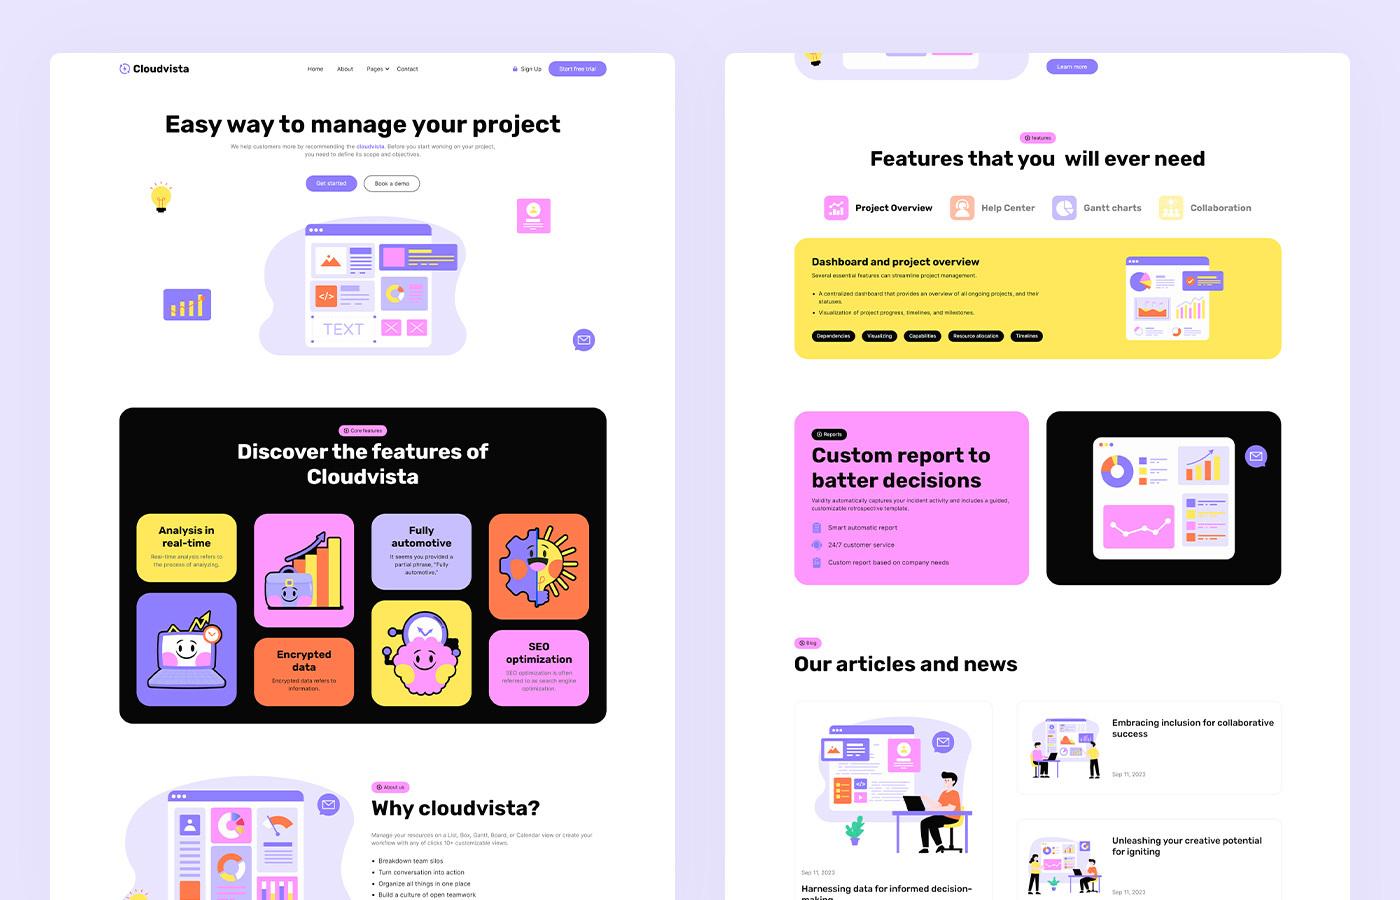 Cloudvista
Home About Pages Contact
Sign Up
Start free trial
Easy way to manage your project
We help customers more by recommending the cloudvista. Before you start working on your project,
you need to define its scope and objectives.
Get started
Book a demo
</>
TEXT
Core features
Discover the features of
Cloudvista
Analysis in
real-time
Real-time analysis refers to
the process of analyzing.
Fully
automotive
It seems you provided a
partial phrase, "Fully
automotive,"
Encrypted
data
Encrypted data refers to
information.
SEO
optimization
SEO optimization is often
referred to as search engine
optimization.
About us
Why cloudvista?
Manage your resources on a List, Box, Gantt, Board, or Calendar view or create your
workflow with any of clicks 10+ customizable views.
• Breakdown team silos
• Turn conversation into action
• Organize all things in one place
• Build a culture of open teamwork
Learn more
features
Features that you  will ever need
Project Overview
Help Center
Gantt charts
Collaboration
Dashboard and project overview
Several essential features can streamline project management.
• A centralized dashboard that provides an overview of all ongoing projects, and their
statuses.
• Visualization of project progress, timelines, and milestones.
Dependencies
Visualizing
Capabilities
Resource alocation
Timelines
Reports
Custom report to
batter decisions
Validity automatically captures your incident activity and includes a guided,
customizable retrospective template.
Smart automatic report
24/7 customer service
Custom report based on company needs
Blog
Our articles and news
</>
Sep 11, 2023
Harnessing data for informed decision-
making
Embracing inclusion for collaborative
success
Sep 11, 2023
Unleashing your creative potential
for igniting
Sep 11, 2023